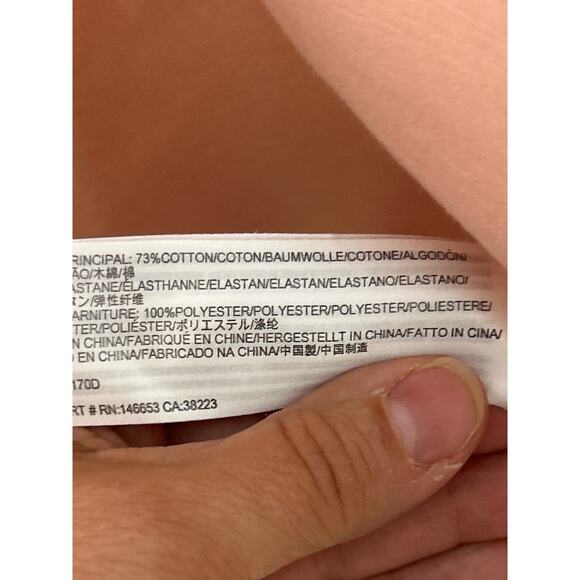 RINCIPAL: 73%COTTON/COTON/BAUMWOLLE/COTONE/ALGODÓN/
ÃO/木綿/棉
ASTANE/ÉLASTHANNE/ELASTAN/ELASTAN/ELASTANO/ELASTANO/
タン/弹性纤维
ARNITURE: 100%POLYESTER/POLYESTER/POLYESTER/POLIESTERE/
TER/POLIÉSTER/ポリエステル/涤纶
N CHINA/FABRIQUÉ EN CHINE/HERGESTELLT IN CHINA/FATTO IN CINA/
O EN CHINA/FABRICADO NA CHINA/中国製/中国制造
170D
RT # RN:146653 CA:38223